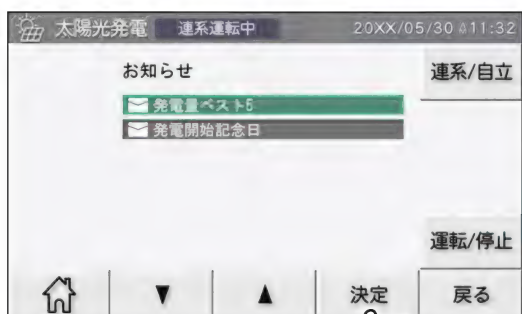 太陽光発電 連系運転中 20XX/05/30 11:32
お知らせ
連系/自立
発電量ベスト5
発電開始記念日
運転/停止
▼ ▲ 決定 戻る